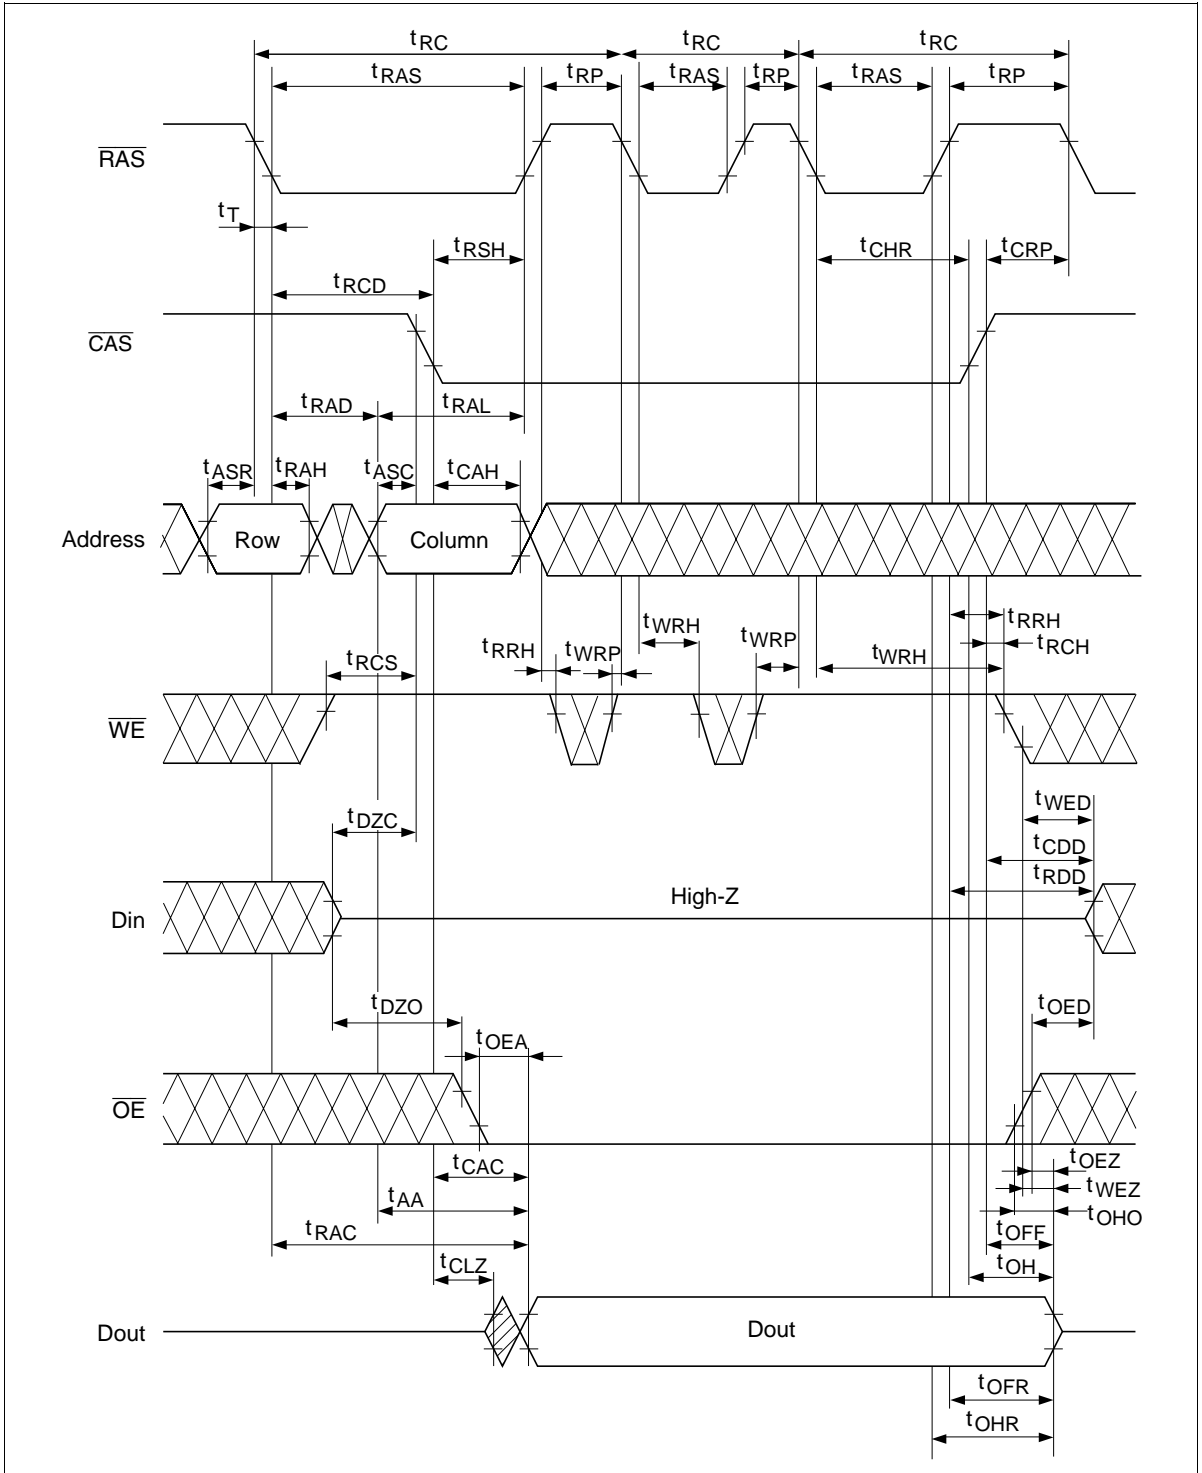 tRC tRC tRC
tRAS tRP tRAS tRP tRAS tRP
RAS
tT
tRSH tCHR tCRP
tRCD
CAS
tRAD tRAL
tASR tRAH tASC tCAH
Address Row Column
tRRH
tWRH
tRRH tWRP tWRP tRCH
tRCS tWRH
WE
tWED
tDZC
tCDD
tRDD
High-Z
Din
tDZO tOED
tOEA
OE
tCAC tOEZ
tAA tWEZ
tOHO
tRAC tOFF
tCLZ tOH
Dout Dout
tOFR
tOHR